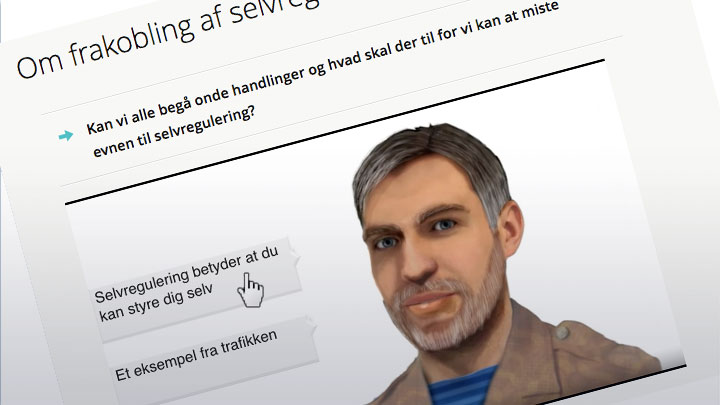 Om frakobling af selvreg
Kan vi alle begå onde handlinger og hvad skal der til for vi kan at miste
evnen til selvregulering?
Selvregulering betyder at du
kan styre dig selv
Et eksempel fra trafikken